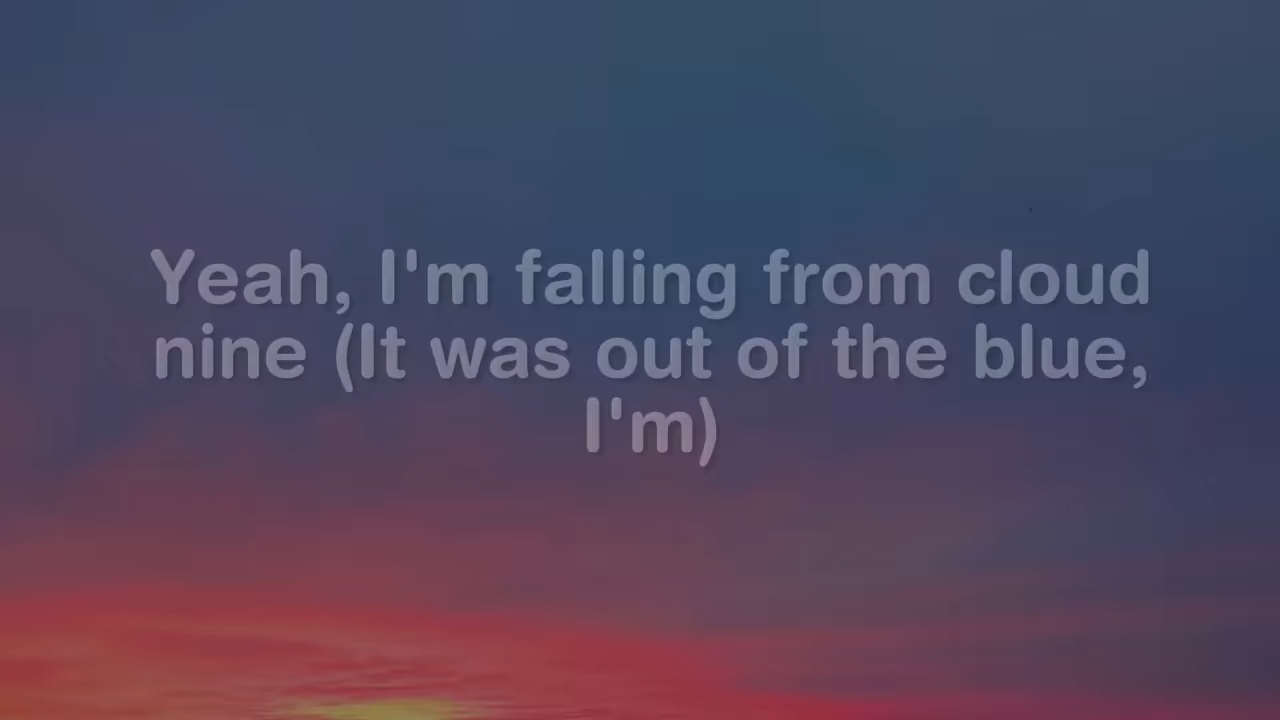 Yeah, I'm falling from cloud
nine (It was out of the blue,
I'm)